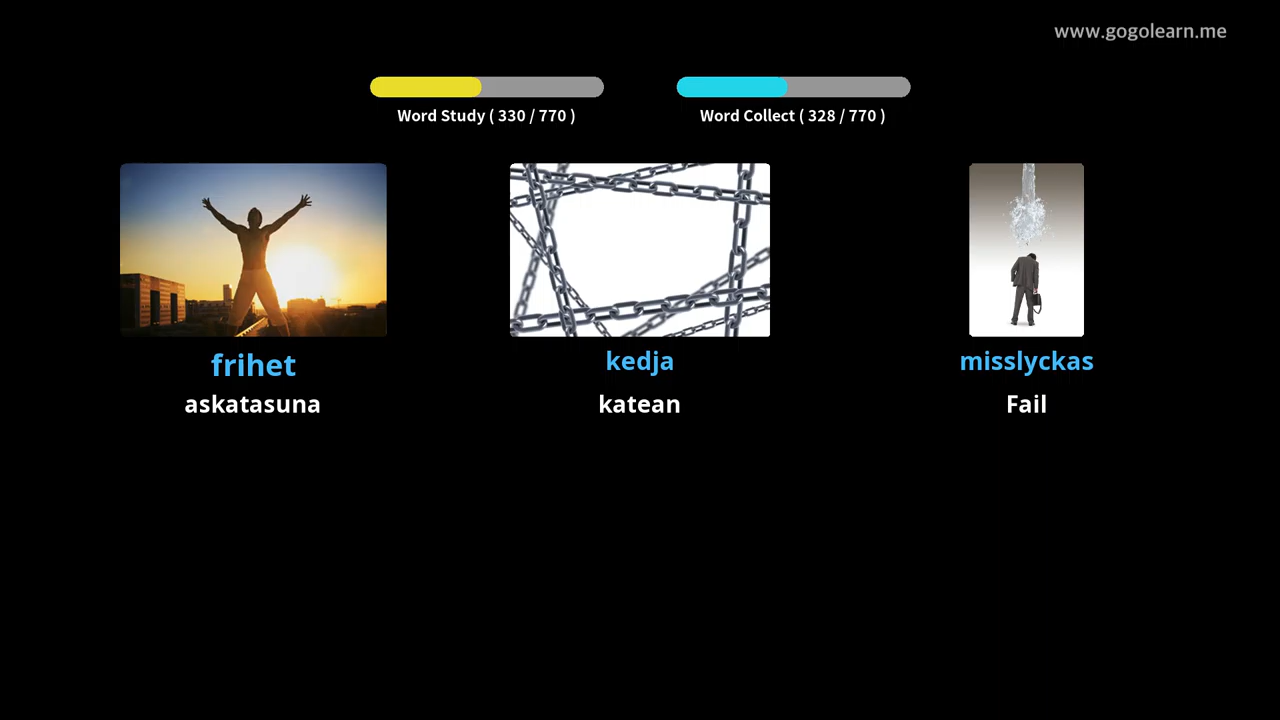 www.gogolearn.me
Word Study ( 330 / 770 )
Word Collect ( 328 / 770 )
frihet
kedja
misslyckas
askatasuna
katean
Fail